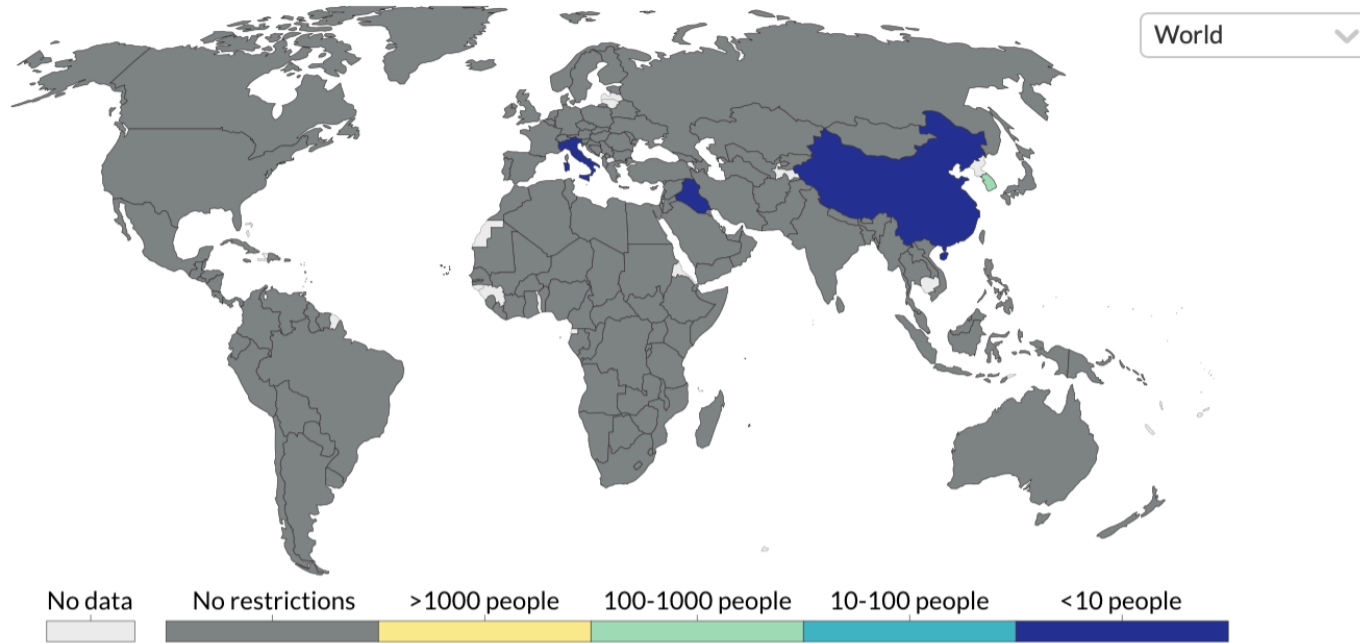 World
No data
No restrictions
>1000 people
100-1000 people
10-100 people
<10 people